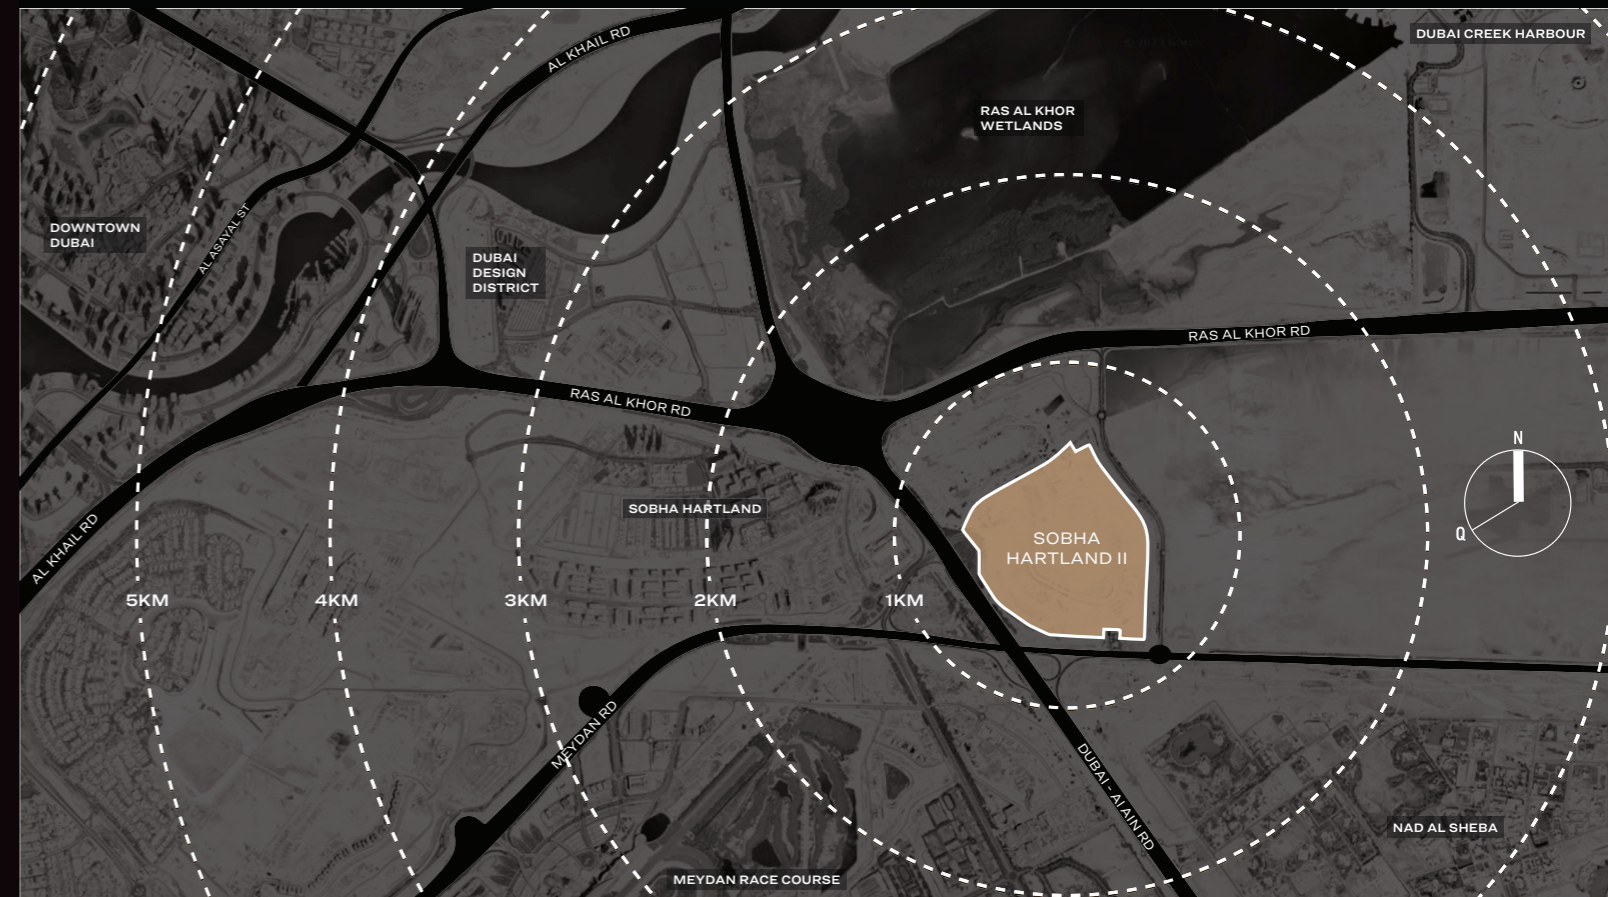 DUBAI CREEK HARBOUR
AL KHAIL RD
RAS AL KHOR
WETLANDS
DOWNTOWN
DUBAI
AL ASAYAL ST
DUBAI
DESIGN
DISTRICT
RAS AL KHOR RD
RAS AL KHOR RD
N
Q
SOBHA HARTLAND
SOBHA
HARTLAND II
AL KHAIL RD
5KM
4KM
3KM
2KM
1KM
MEYDAN RD
DUBAI - Al AIN RD
NAD AL SHEBA
MEYDAN RACE COURSE